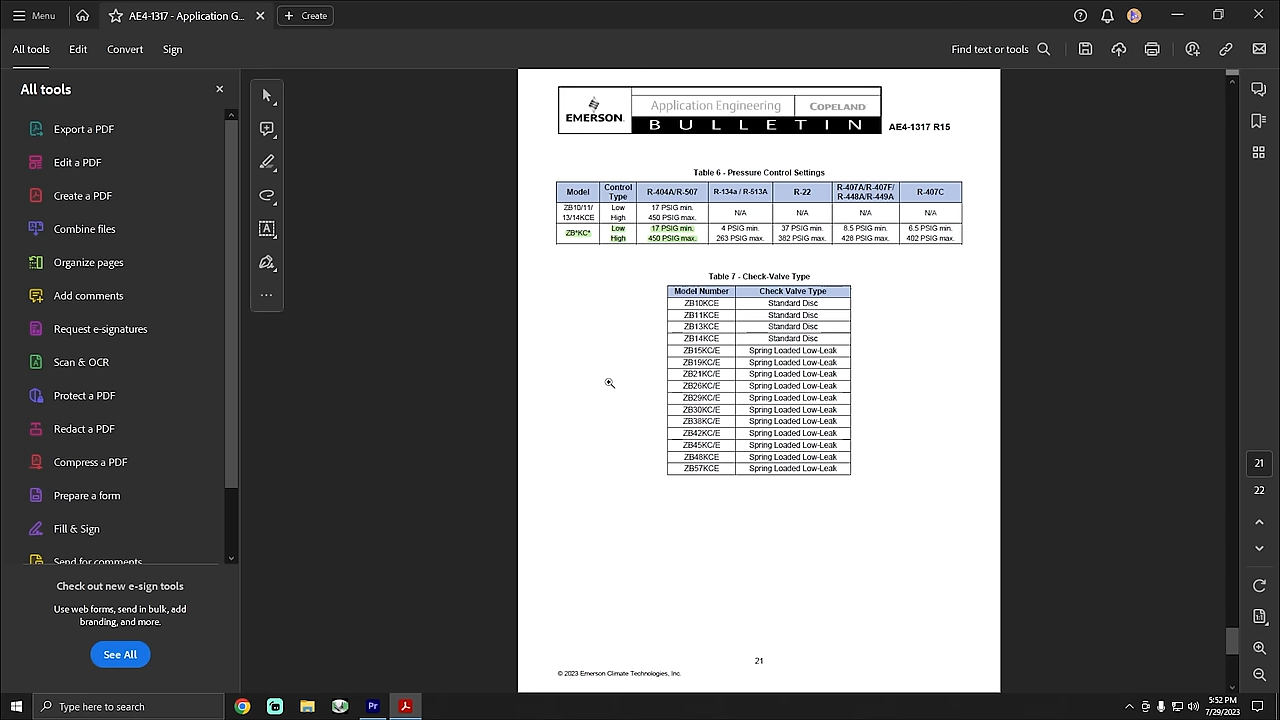 Menu
AE4-1317 - Application G...
Create
All tools
Edit
Convert
Sign
Find text or tools
All tools
Edit a PDF
Create a PDF
Combine files
Organize pages
Add comments
Request e-signatures
Scan & OCR
Protect a PDF
Redact a PDF
Compress a PDF
Prepare a form
Fill & Sign
Send for comments
Check out new e-sign tools
Use web forms, send in bulk, add
branding, and more.
See All
EMERSON.
Application Engineering
COPELAND
BULLETIN
AE4-1317 R15
Table 6 - Pressure Control Settings
Model Control Type R-404A/R-507 R-134a / R-513A R-22 R-407A/R-407F/ R-448A/R-449A R-407C
ZB10/11/ Low 17 PSIG min.
13/14KCE High 450 PSIG max. N/A N/A N/A N/A
ZB*KC* Low 17 PSIG min. 4 PSIG min. 37 PSIG min. 8.5 PSIG min. 6.5 PSIG min.
High 450 PSIG max. 263 PSIG max. 382 PSIG max. 428 PSIG max. 402 PSIG max.
Table 7 - Check-Valve Type
Model Number Check Valve Type
ZB10KCE Standard Disc
ZB11KCE Standard Disc
ZB13KCE Standard Disc
ZB14KCE Standard Disc
ZB15KC/E Spring Loaded Low-Leak
ZB19KC/E Spring Loaded Low-Leak
ZB21KC/E Spring Loaded Low-Leak
ZB26KC/E Spring Loaded Low-Leak
ZB29KC/E Spring Loaded Low-Leak
ZB30KC/E Spring Loaded Low-Leak
ZB38KC/E Spring Loaded Low-Leak
ZB42KC/E Spring Loaded Low-Leak
ZB45KC/E Spring Loaded Low-Leak
ZB48KCE Spring Loaded Low-Leak
ZB57KCE Spring Loaded Low-Leak
21
© 2023 Emerson Climate Technologies, Inc.
21
22
Type here to search
Pr
5:52 PM
7/29/2023